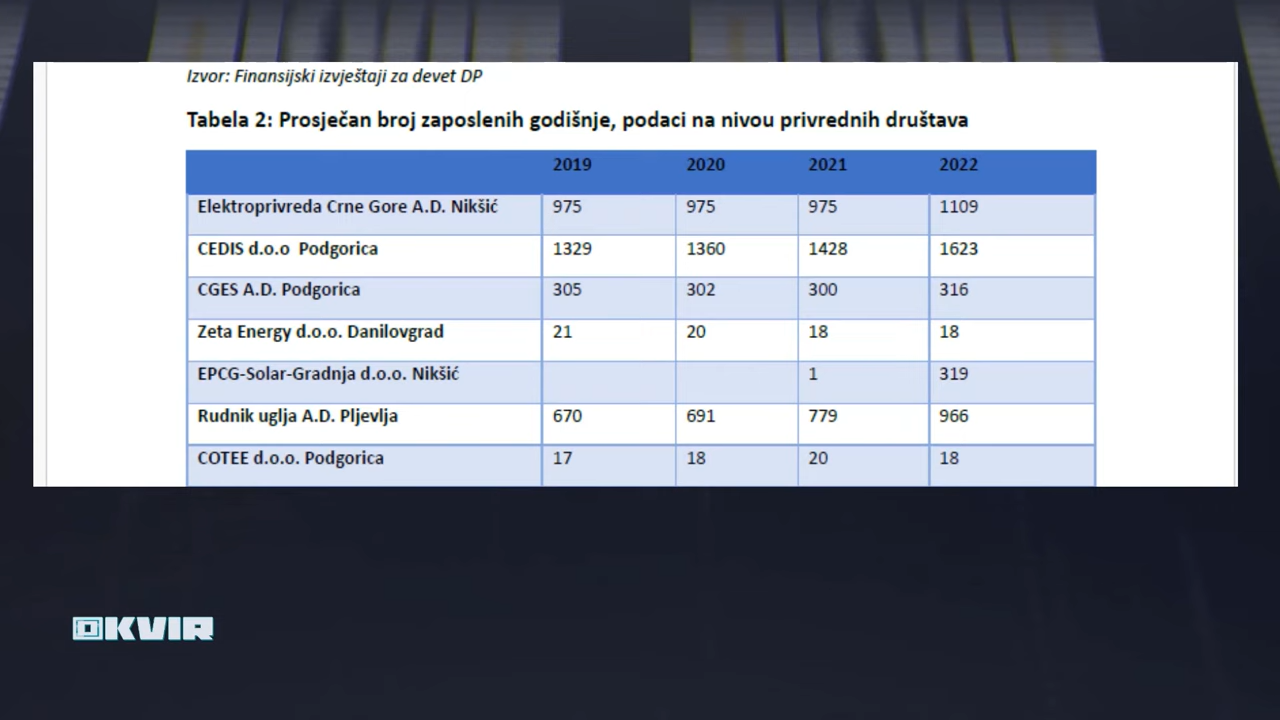 Izvor: Finansijski izvještaji za devet DP
Tabela 2: Prosječan broj zaposlenih godišnje, podaci na nivou privrednih društava
2019 2020 2021 2022
Elektroprivreda Crne Gore A.D. Nikšić 975 975 975 1109
CEDIS d.o.o Podgorica 1329 1360 1428 1623
CGES A.D. Podgorica 305 302 300 316
Zeta Energy d.o.o. Danilovgrad 21 20 18 18
EPCG-Solar-Gradnja d.o.o. Nikšić 1 319
Rudnik uglja A.D. Pljevlja 670 691 779 966
COTEE d.o.o. Podgorica 17 18 20 18
OKVIR